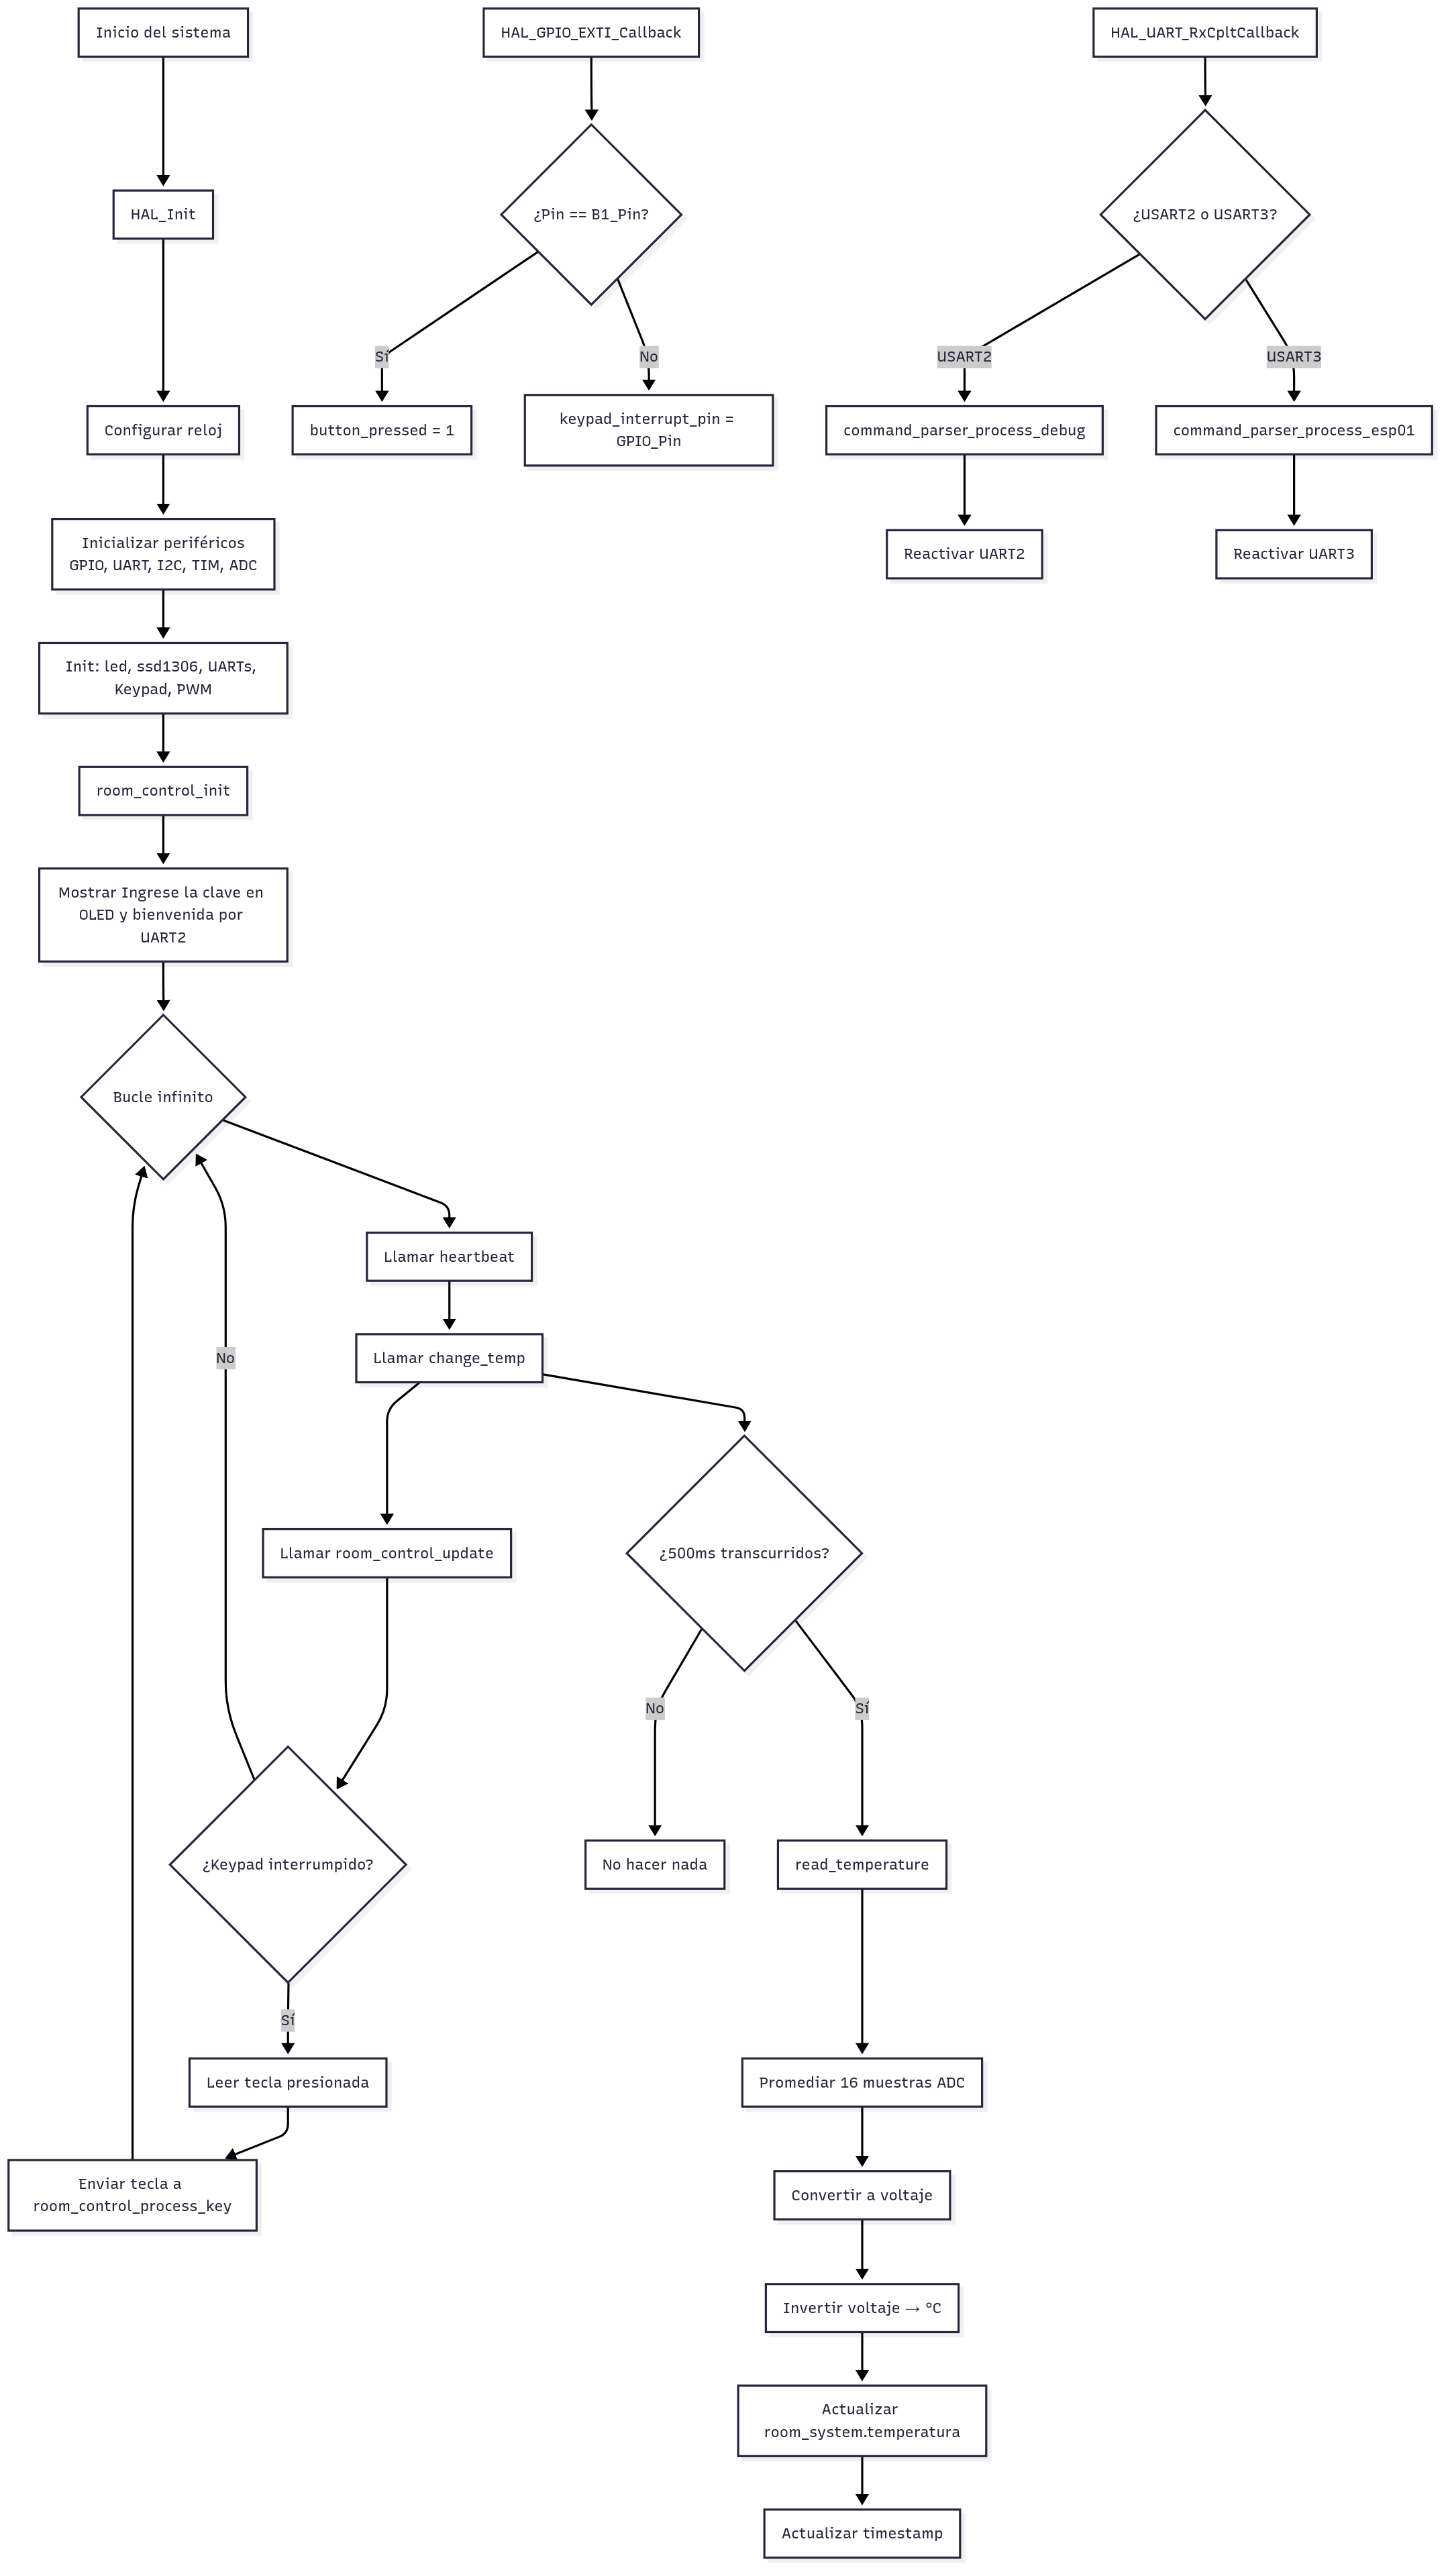 Inicio del sistema
HAL_GPIO_EXTI_Callback
HAL_UART_RxCpltCallback
HAL_Init
¿Pin == B1_Pin?
¿USART2 o USART3?
Sí
No
USART2
USART3
Configurar reloj
button_pressed = 1
keypad_interrupt_pin =
GPIO_Pin
command_parser_process_debug
command_parser_process_esp01
Inicializar periféricos
GPIO, UART, I2C, TIM, ADC
Reactivar UART2
Reactivar UART3
Init: led, ssd1306, UARTs,
Keypad, PWM
room_control_init
Mostrar Ingrese la clave en
OLED y bienvenida por
UART2
Bucle infinito
Llamar heartbeat
No
Llamar change_temp
Llamar room_control_update
¿500ms transcurridos?
No
Sí
¿Keypad interrumpido?
No hacer nada
read_temperature
Sí
Leer tecla presionada
Promediar 16 muestras ADC
Enviar tecla a
room_control_process_key
Convertir a voltaje
Invertir voltaje → °C
Actualizar
room_system.temperatura
Actualizar timestamp